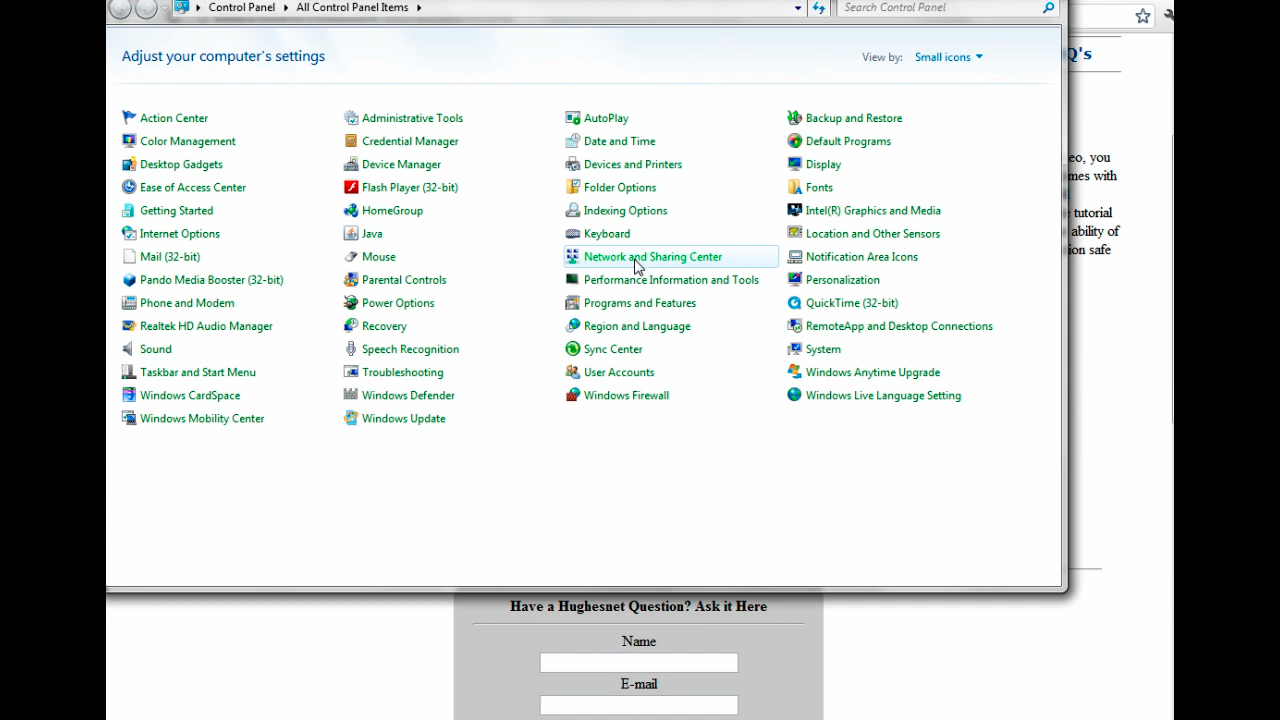 Control Panel All Control Panel Items Search Control Panel
Adjust your computer's settings View by: Small icons
Action Center Administrative Tools AutoPlay Backup and Restore
Color Management Credential Manager Date and Time Default Programs
Desktop Gadgets Device Manager Devices and Printers Display
Ease of Access Center Flash Player (32-bit) Folder Options Fonts
Getting Started HomeGroup Indexing Options Intel(R) Graphics and Media
Internet Options Java Keyboard Location and Other Sensors
Mail (32-bit) Mouse Network and Sharing Center Notification Area Icons
Pando Media Booster (32-bit) Parental Controls Performance Information and Tools Personalization
Phone and Modem Power Options Programs and Features QuickTime (32-bit)
Realtek HD Audio Manager Recovery Region and Language RemoteApp and Desktop Connections
Sound Speech Recognition Sync Center System
Taskbar and Start Menu Troubleshooting User Accounts Windows Anytime Upgrade
Windows CardSpace Windows Defender Windows Firewall Windows Live Language Setting
Windows Mobility Center Windows Update
Q's
eo, you
mes with
tutorial
ability of
ion safe
Have a Hughesnet Question? Ask it Here
Name
E-mail